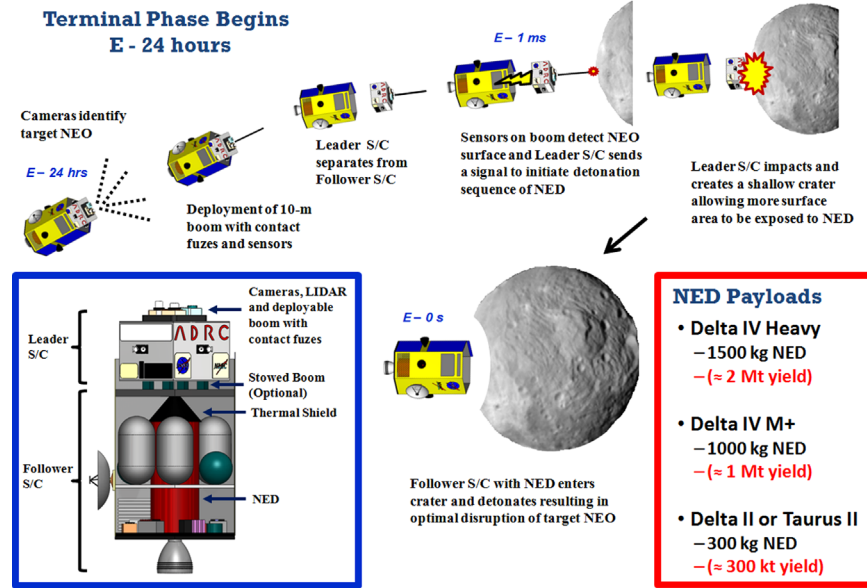 Terminal Phase Begins
E - 24 hours
Cameras identify
target NEO
E – 24 hrs
Deployment of 10-m
boom with contact
fuzes and sensors
Leader S/C
separates from
Follower S/C
E – 1 ms
Sensors on boom detect NEO
surface and Leader S/C sends
a signal to initiate detonation
sequence of NED
Leader S/C impacts and
creates a shallow crater
allowing more surface
area to be exposed to NED
E – 0 s
Follower S/C with NED enters
crater and detonates resulting in
optimal disruption of target NEO
Leader
S/C
Follower
S/C
ADRC
Cameras, LIDAR
and deployable
boom with
contact fuzes
Stowed Boom
(Optional)
Thermal Shield
NED
NED Payloads
• Delta IV Heavy
–1500 kg NED
–(≈ 2 Mt yield)
• Delta IV M+
–1000 kg NED
–(≈ 1 Mt yield)
• Delta II or Taurus II
–300 kg NED
–(≈ 300 kt yield)